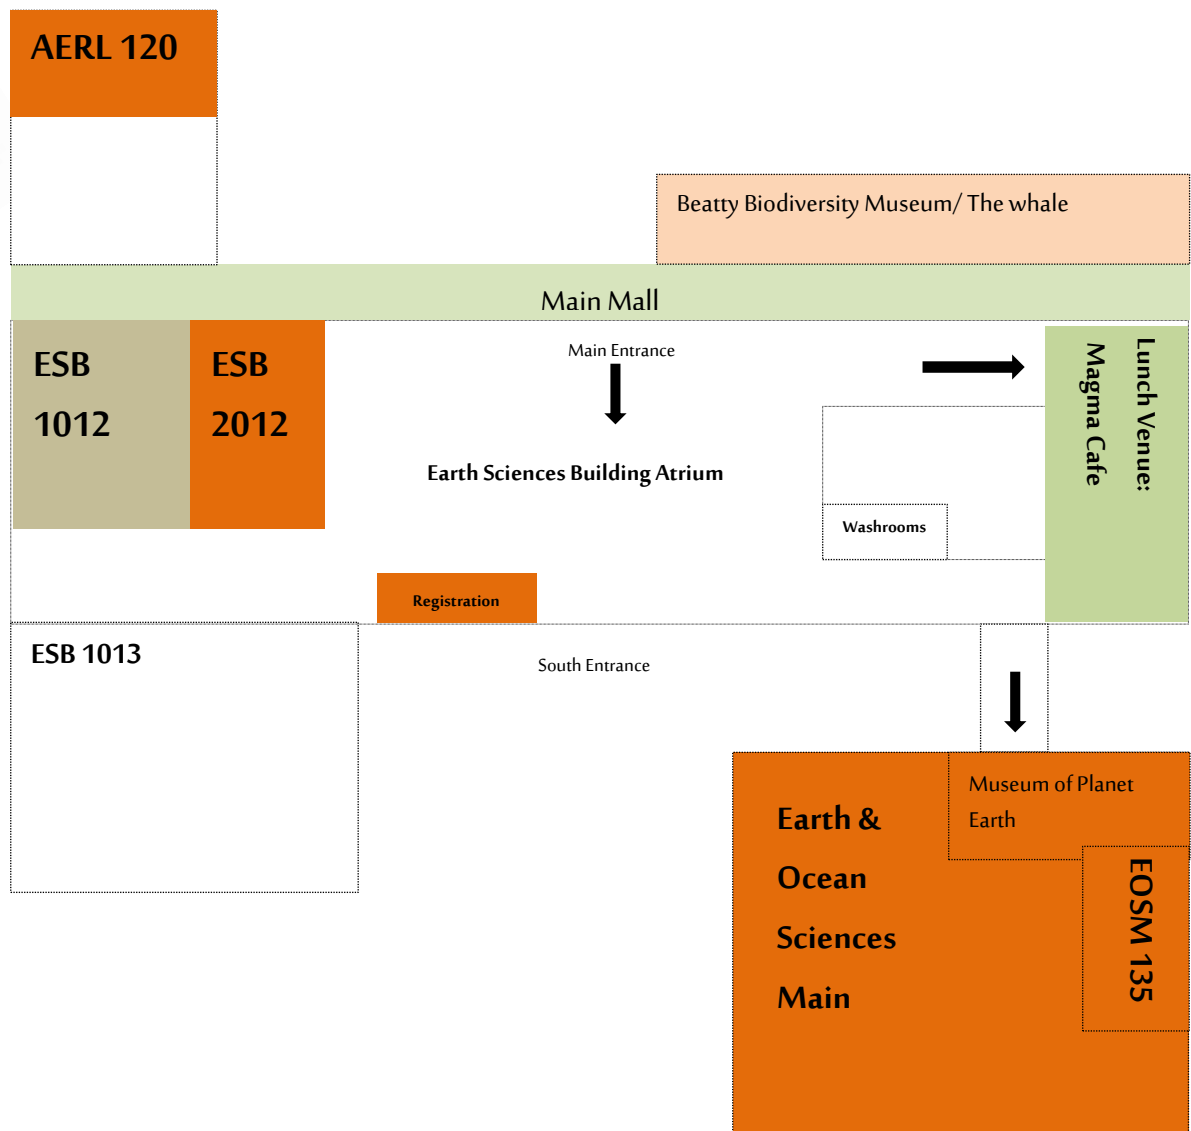 AERL 120
Beatty Biodiversity Museum/ The whale
Main Mall
ESB
1012
ESB
2012
Main Entrance
Lunch Venue:
Magma Cafe
Earth Sciences Building Atrium
Washrooms
Registration
ESB 1013
South Entrance
Museum of Planet
Earth
Earth &
Ocean
Sciences
Main
EOSM 135